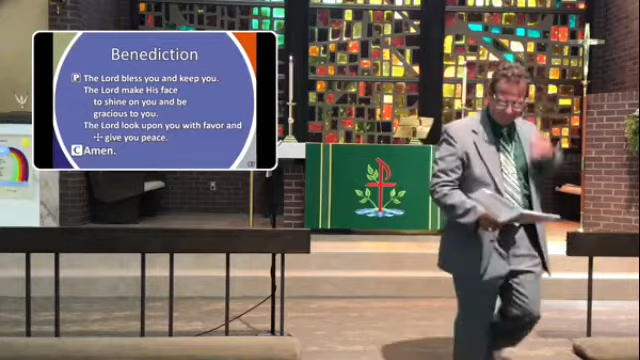 Benediction
P The Lord bless you and keep you.
The Lord make His face
to shine on you and be
gracious to you.
The Lord look upon you with favor and
✢ give you peace.
C Amen.